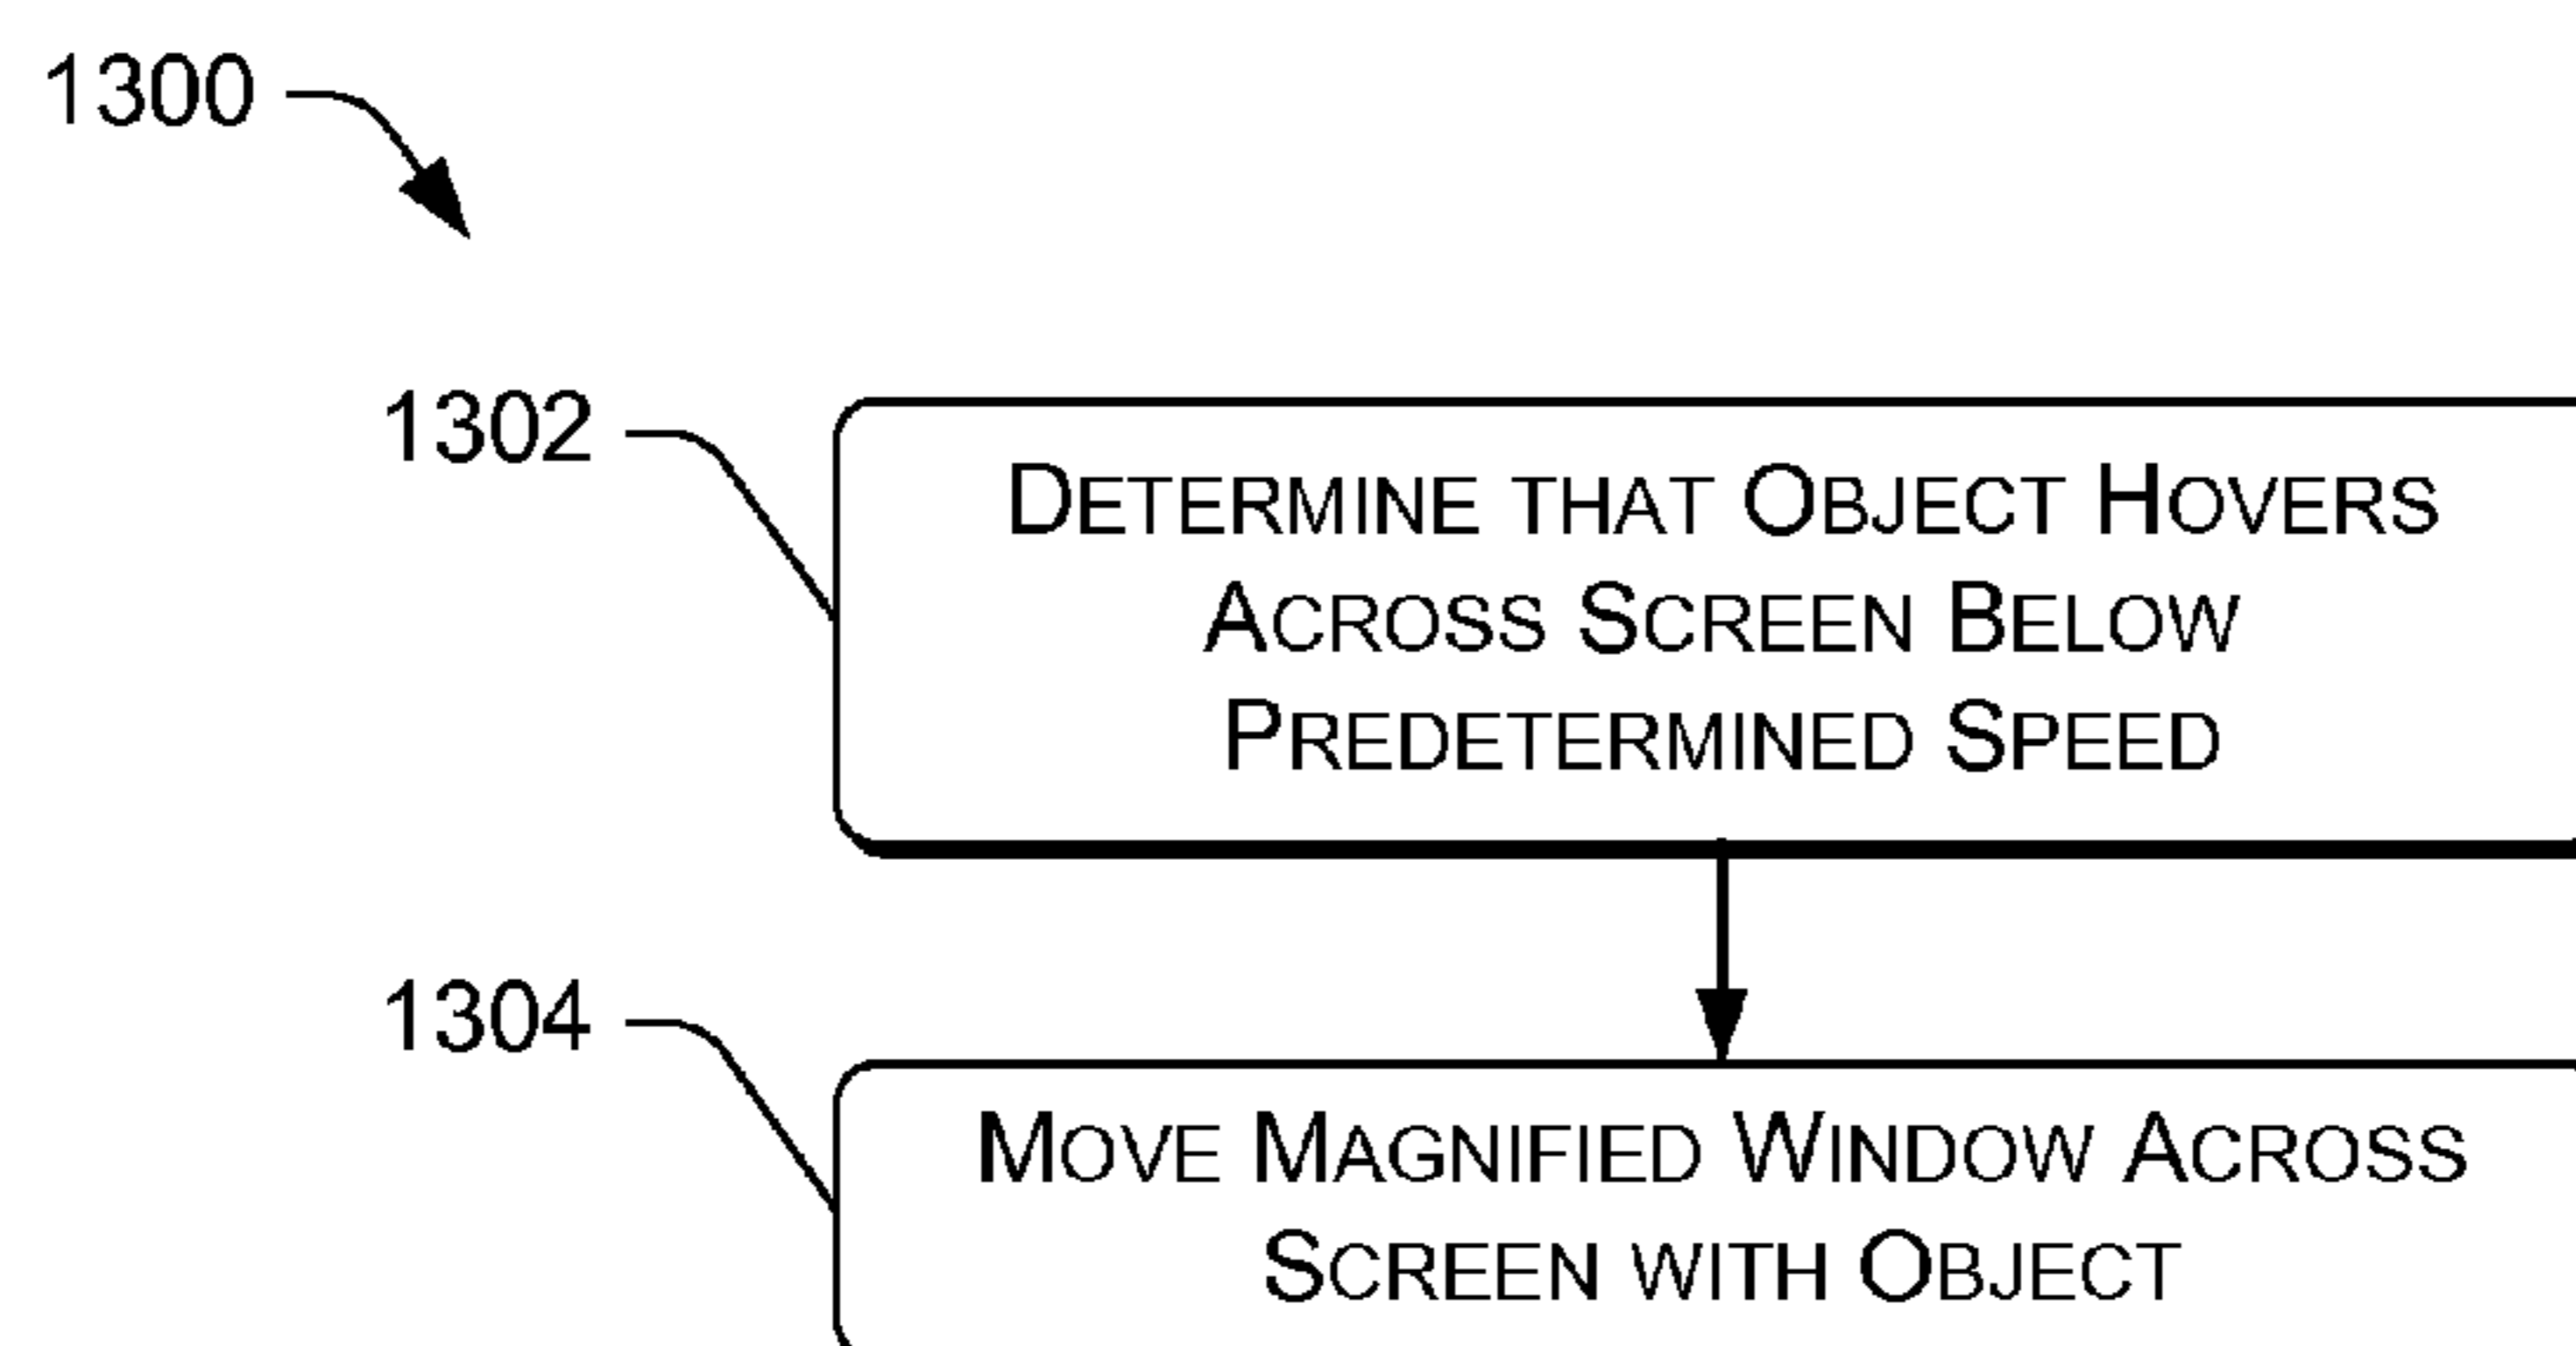 1300
1302
DETERMINE THAT OBJECT HOVERS
ACROSS SCREEN BELOW
PREDETERMINED SPEED
1304
MOVE MAGNIFIED WINDOW ACROSS
SCREEN WITH OBJECT